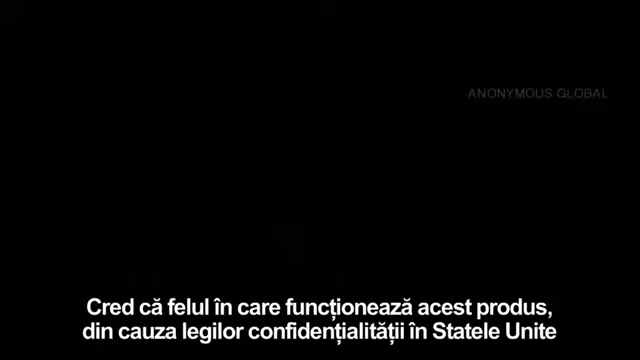 ANONYMOUS GLOBAL
Cred că felul în care funcționează acest produs,
din cauza legilor confidențialității în Statele Unite